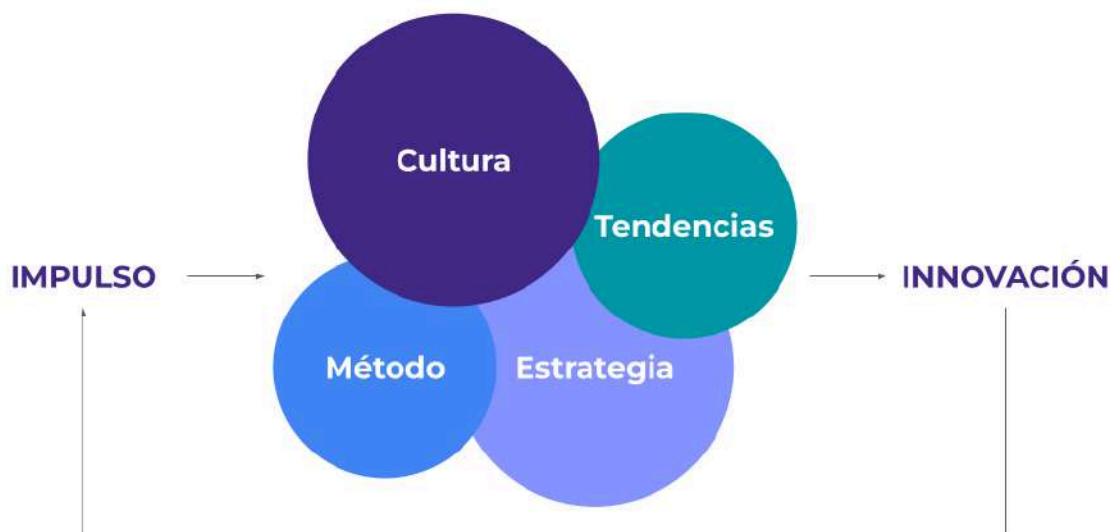 Cultura
Tendencias
IMPULSO
INNOVACIÓN
Método
Estrategia